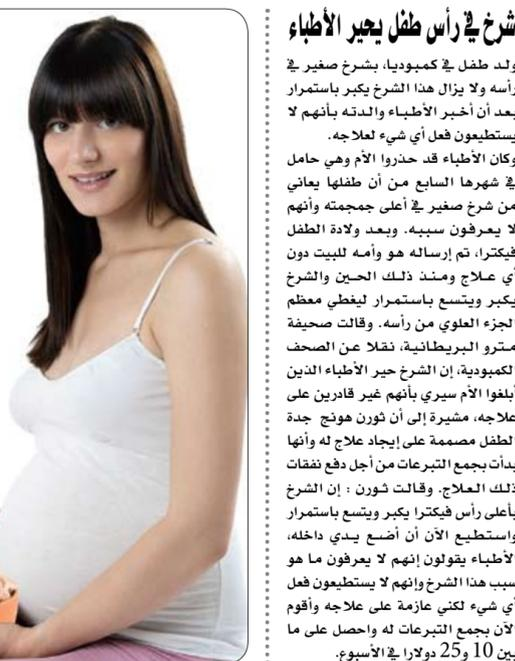 شرخ في رأس طفل يحير الأطباء
ولد طفل في كمبوديا، بشرخ صغير في
رأسه ولا يزال هذا الشرخ يكبر باستمرار
بعد أن أخبر الأطباء والدته بأنهم لا
يستطيعون فعل أي شيء لعلاجه.
وكان الأطباء قد حذروا الأم وهي حامل
في شهرها السابع من أن طفلها يعاني
من شرخ صغير في أعلى جمجمته وأنهم
لا يعرفون سببه. وبعد ولادة الطفل
فيكترا، تم إرساله هو وأمه للبيت دون
أي علاج ومنذ ذلك الحين والشرخ
يكبر ويتسع باستمرار ليغطي معظم
الجزء العلوي من رأسه. وقالت صحيفة
مترو البريطانية، نقلا عن الصحف
الكمبودية، إن الشرخ حير الأطباء الذين
أبلغوا الأم سيري بأنهم غير قادرين على
علاجه، مشيرة إلى أن ثورن هونج جدة
الطفل مصممة على إيجاد علاج له وأنها
بدأت بجمع التبرعات من أجل دفع نفقات
ذلك العلاج. وقالت ثورن : إن الشرخ
بأعلى رأس فيكترا يكبر ويتسع باستمرار
واستطيع الآن أن أضع يدي داخله،
الأطباء يقولون إنهم لا يعرفون ما هو
سبب هذا الشرخ وإنهم لا يستطيعون فعل
أي شيء لكني عازمة على علاجه وأقوم
الآن بجمع التبرعات له واحصل على ما
بين 10 و25 دولارا في الأسبوع.